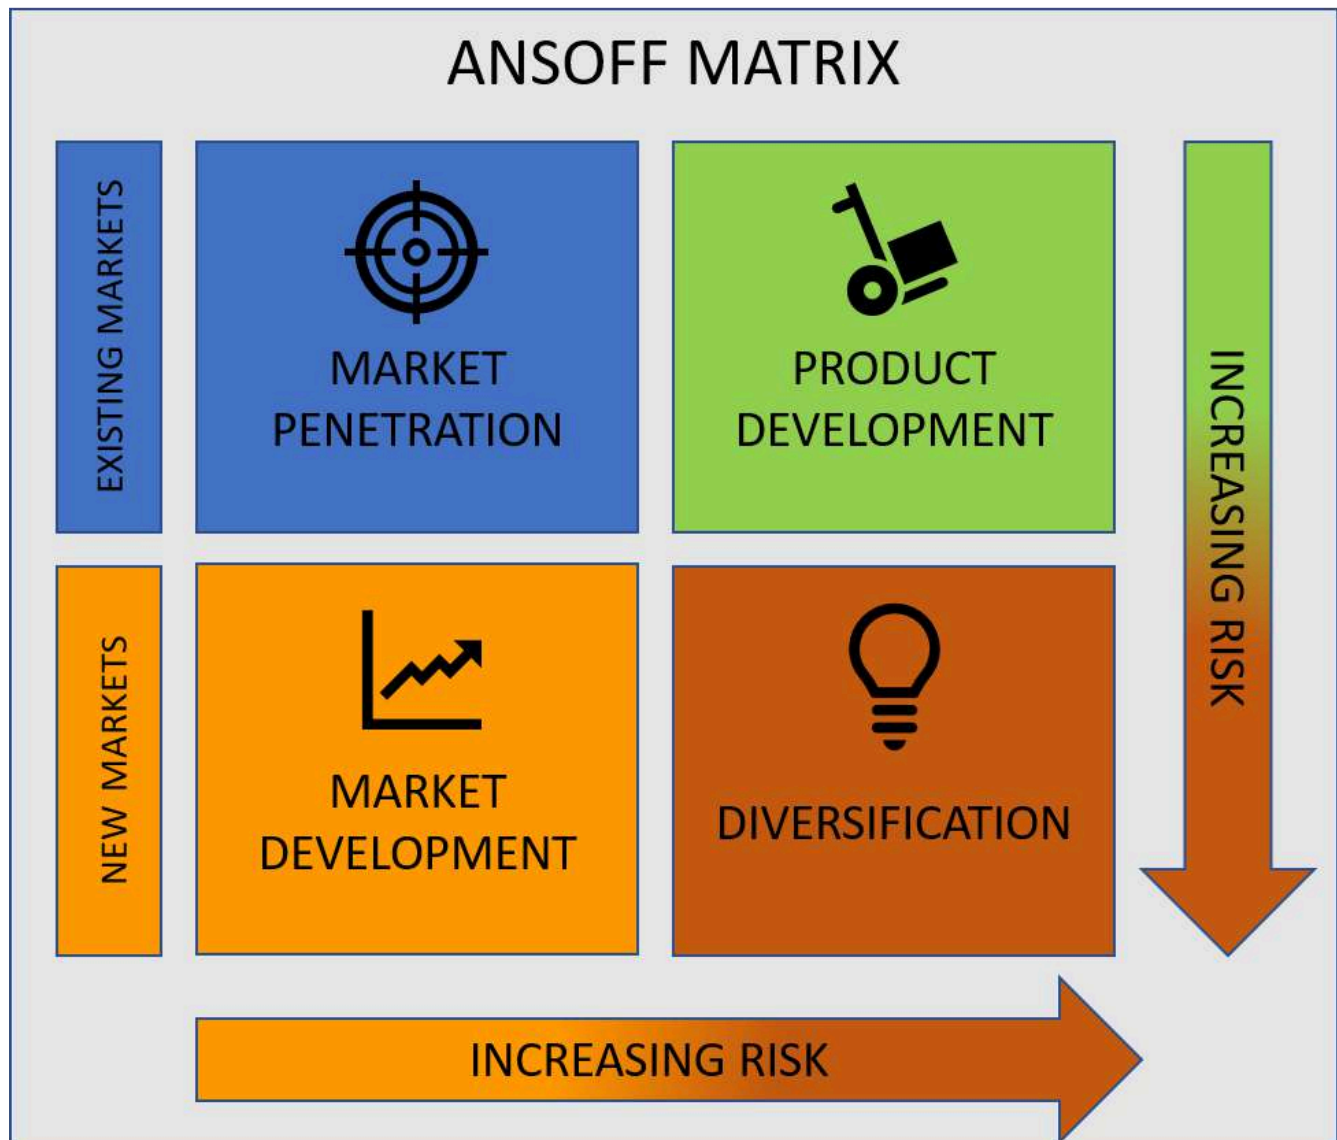 ANSOFF MATRIX
EXISTING MARKETS
MARKET
PENETRATION
PRODUCT
DEVELOPMENT
NEW MARKETS
MARKET
DEVELOPMENT
DIVERSIFICATION
INCREASING RISK
INCREASING RISK